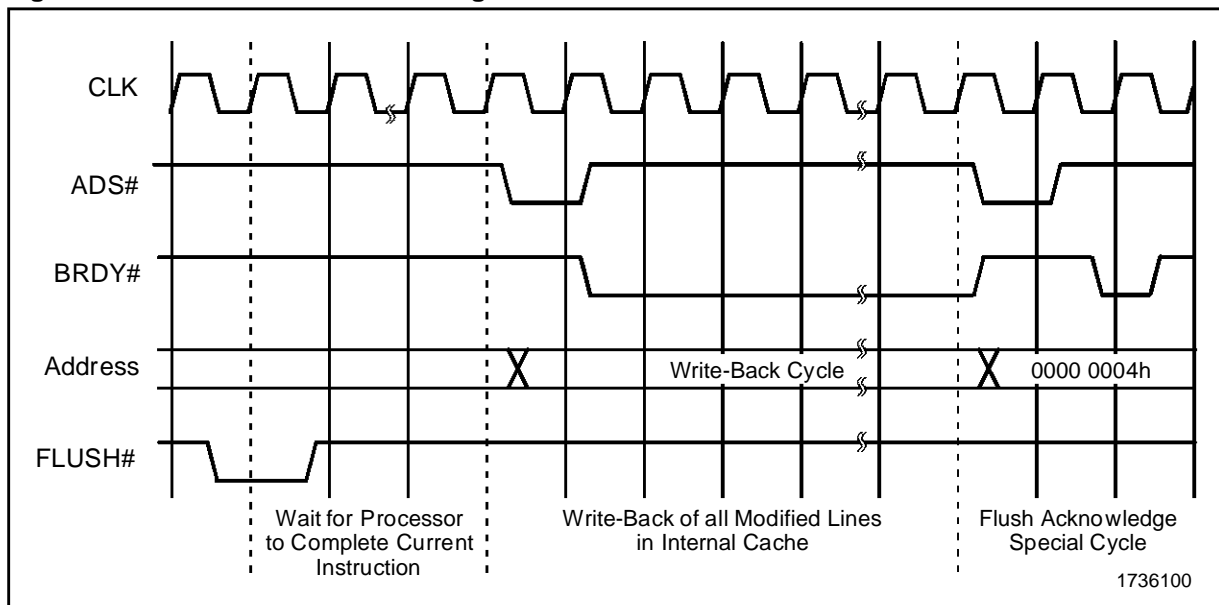 CLK
ADS#
BRDY#
Address
Write-Back Cycle
0000 0004h
FLUSH#
Wait for Processor
to Complete Current
Instruction
Write-Back of all Modified Lines
in Internal Cache
Flush Acknowledge
Special Cycle
1736100